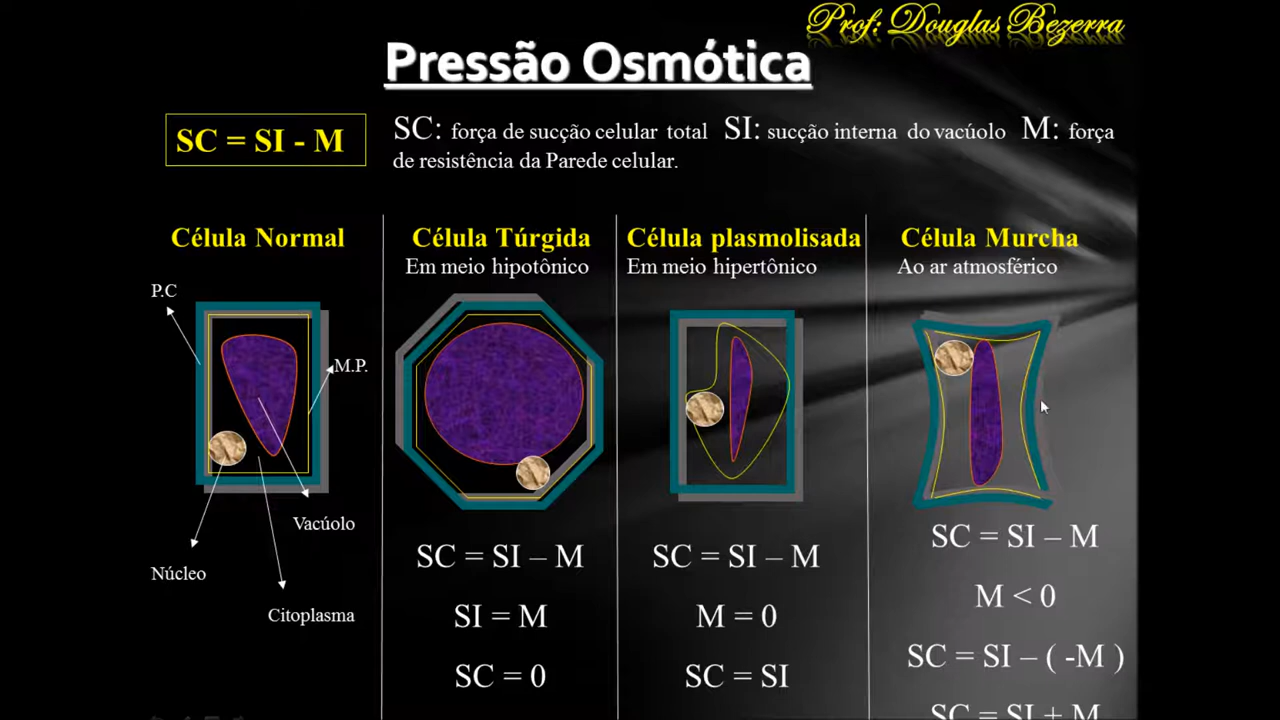 Prof: Douglas Bezerra
Pressão Osmótica
SC = SI - M
SC: força de sucção celular total SI: sucção interna do vacúolo M: força
de resistência da Parede celular.
Célula Normal
P.C
M.P.
Vacúolo
Núcleo
Citoplasma
Célula Túrgida
Em meio hipotônico
SC = SI – M
SI = M
SC = 0
Célula plasmolisada
Em meio hipertônico
SC = SI – M
M = 0
SC = SI
Célula Murcha
Ao ar atmosférico
SC = SI – M
M < 0
SC = SI – ( -M )
SC = SI + M